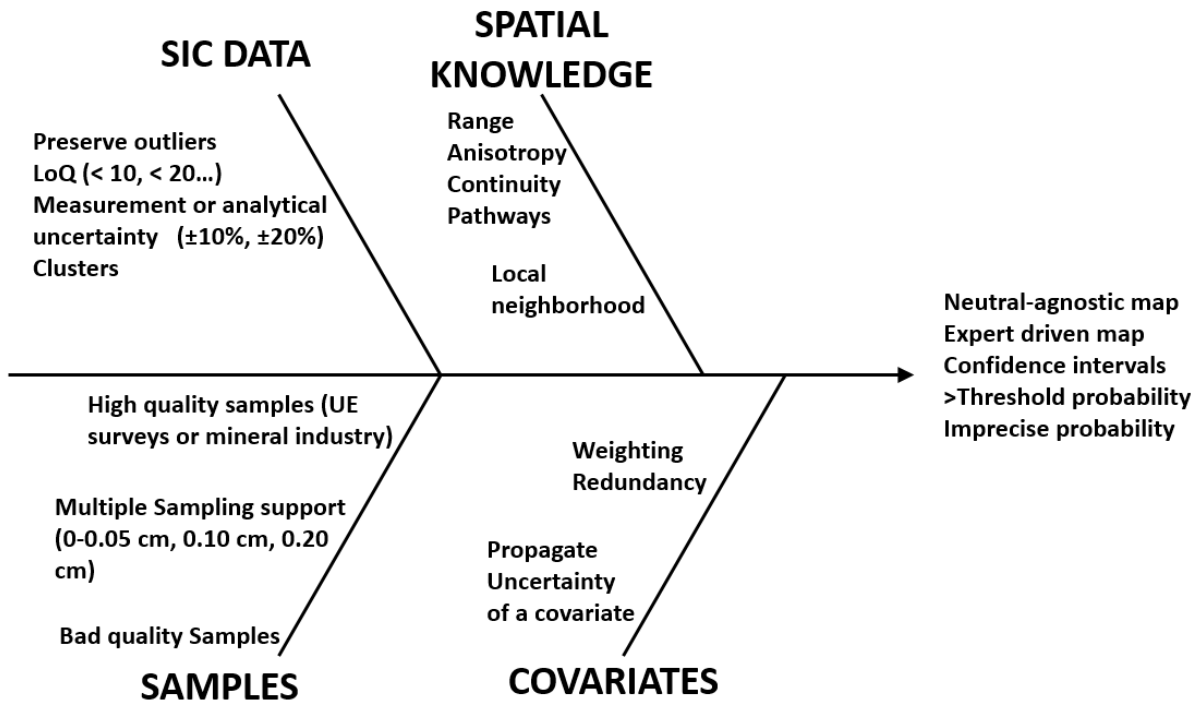 SIC DATA
SPATIAL
KNOWLEDGE
Preserve outliers
LoQ (< 10, < 20…)
Measurement or analytical
uncertainty (±10%, ±20%)
Clusters
Range
Anisotropy
Continuity
Pathways
Local
neighborhood
Neutral-agnostic map
Expert driven map
Confidence intervals
>Threshold probability
Imprecise probability
High quality samples (UE
surveys or mineral industry)
Multiple Sampling support
(0-0.05 cm, 0.10 cm, 0.20
cm)
Bad quality Samples
SAMPLES
Weighting
Redundancy
Propagate
Uncertainty
of a covariate
COVARIATES